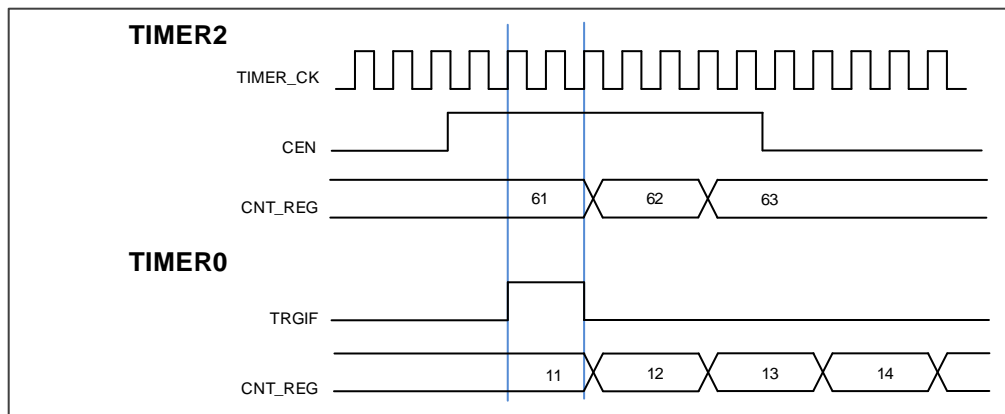 TIMER2
TIMER_CK
CEN
CNT_REG 61 62 63
TIMER0
TRGIF
CNT_REG 11 12 13 14